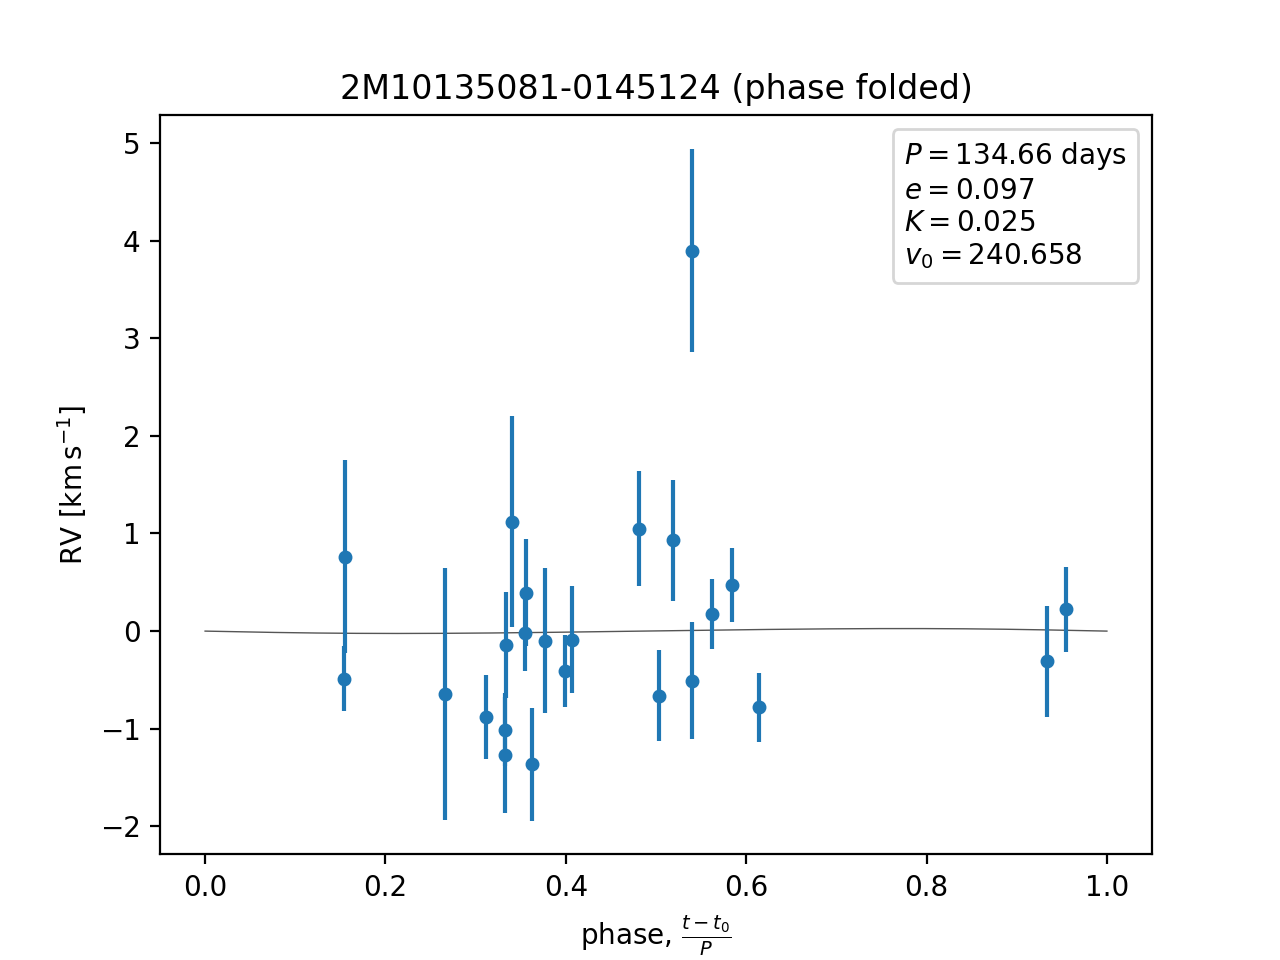 2M10135081-0145124 (phase folded)
P = 134.66 days
e = 0.097
K = 0.025
v₀ = 240.658
5
4
3
2
1
0
−1
−2
RV [km s⁻¹]
0.0 0.2 0.4 0.6 0.8 1.0
phase, (t − t₀)/P